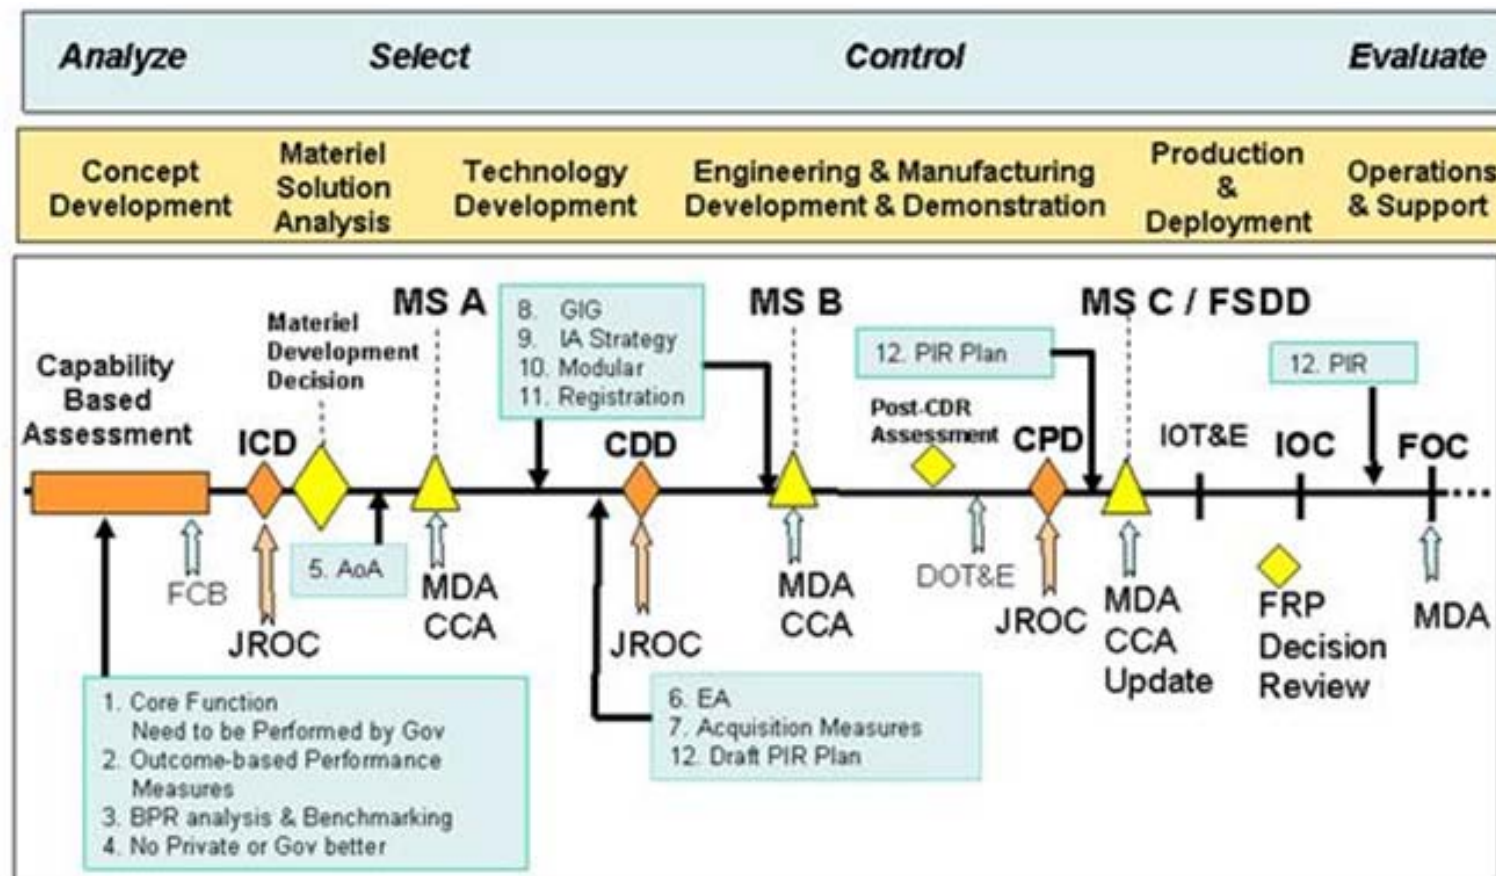 Analyze Select Control Evaluate
Concept
Development
Materiel
Solution
Analysis
Technology
Development
Engineering & Manufacturing
Development & Demonstration
Production
&
Deployment
Operations
& Support
Capability
Based
Assessment
ICD
Materiel
Development
Decision
MS A
8. GIG
9. IA Strategy
10. Modular
11. Registration
CDD
MS B
12. PIR Plan
Post-CDR
Assessment
CPD
MS C / FSDD
IOT&E
IOC
12. PIR
FOC
FCB
JROC
5. AoA
MDA
CCA
JROC
MDA
CCA
DOT&E
JROC
MDA
CCA
Update
FRP
Decision
Review
MDA
1. Core Function
Need to be Performed by Gov
2. Outcome-based Performance
Measures
3. BPR analysis & Benchmarking
4. No Private or Gov better
6. EA
7. Acquisition Measures
12. Draft PIR Plan